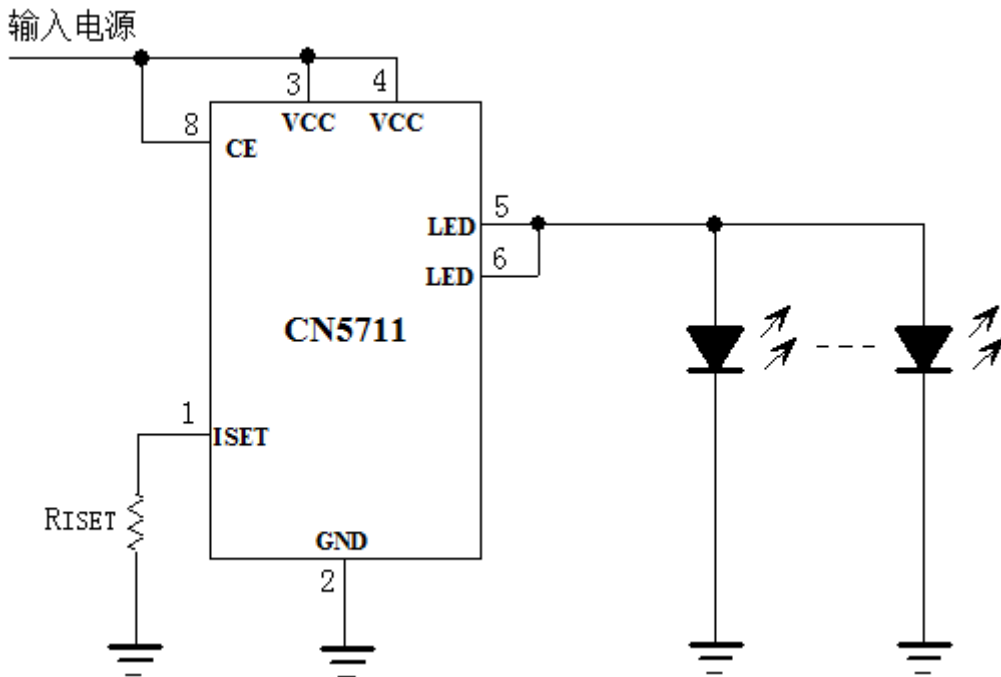 输入电源
3
4
8
VCC
VCC
CE
5
LED
6
LED
CN5711
1
ISET
RISET
GND
2